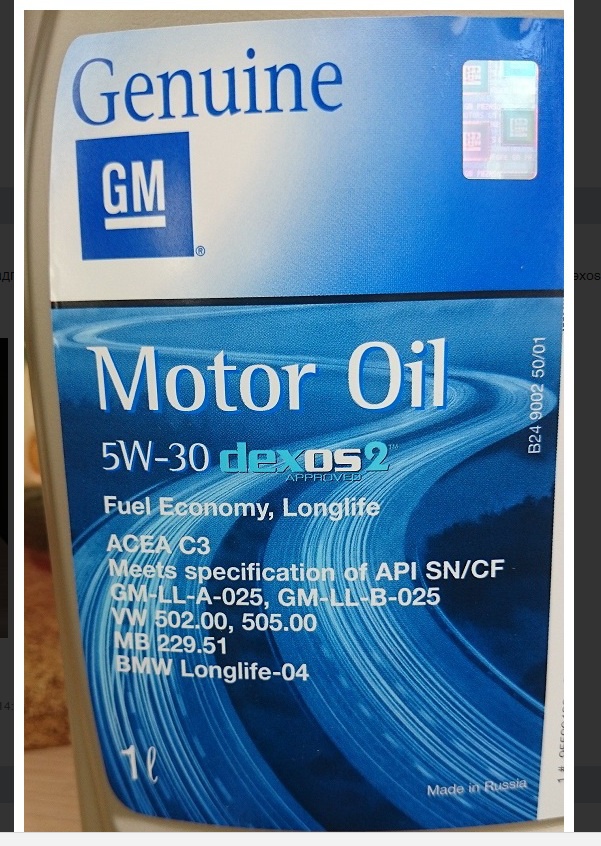 Genuine
GM
®
Motor Oil
5W-30 dexos2™
APPROVED
Fuel Economy, Longlife
ACEA C3
Meets specification of API SN/CF
GM-LL-A-025, GM-LL-B-025
VW 502.00, 505.00
MB 229.51
BMW Longlife-04
1ℓ
Made in Russia
B24 9002 50/01